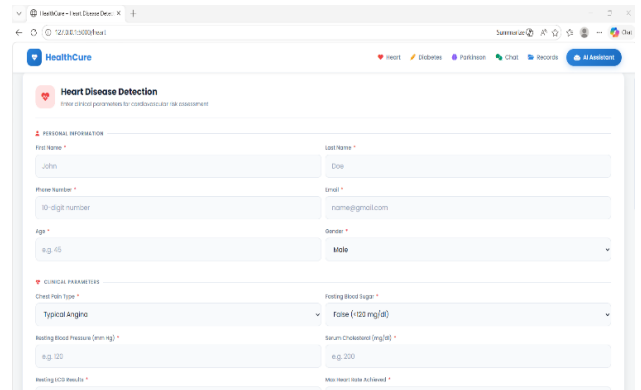 HealthCure - Heart Disease Detec
127.0.0.1:5000/heart
Summarize
Chat
HealthCure
Heart Diabetes Parkinson Chat Records AI Assistant
Heart Disease Detection
Enter clinical parameters for cardiovascular risk assessment
PERSONAL INFORMATION
First Name * Last Name *
John Doe
Phone Number * Email *
10-digit number name@gmail.com
Age * Gender *
e.g. 45 Male
CLINICAL PARAMETERS
Chest Pain Type * Fasting Blood Sugar *
Typical Angina False (<120 mg/dl)
Resting Blood Pressure (mm Hg) * Serum Cholesterol (mg/dl) *
e.g. 120 e.g. 200
Resting ECG Results * Max Heart Rate Achieved *